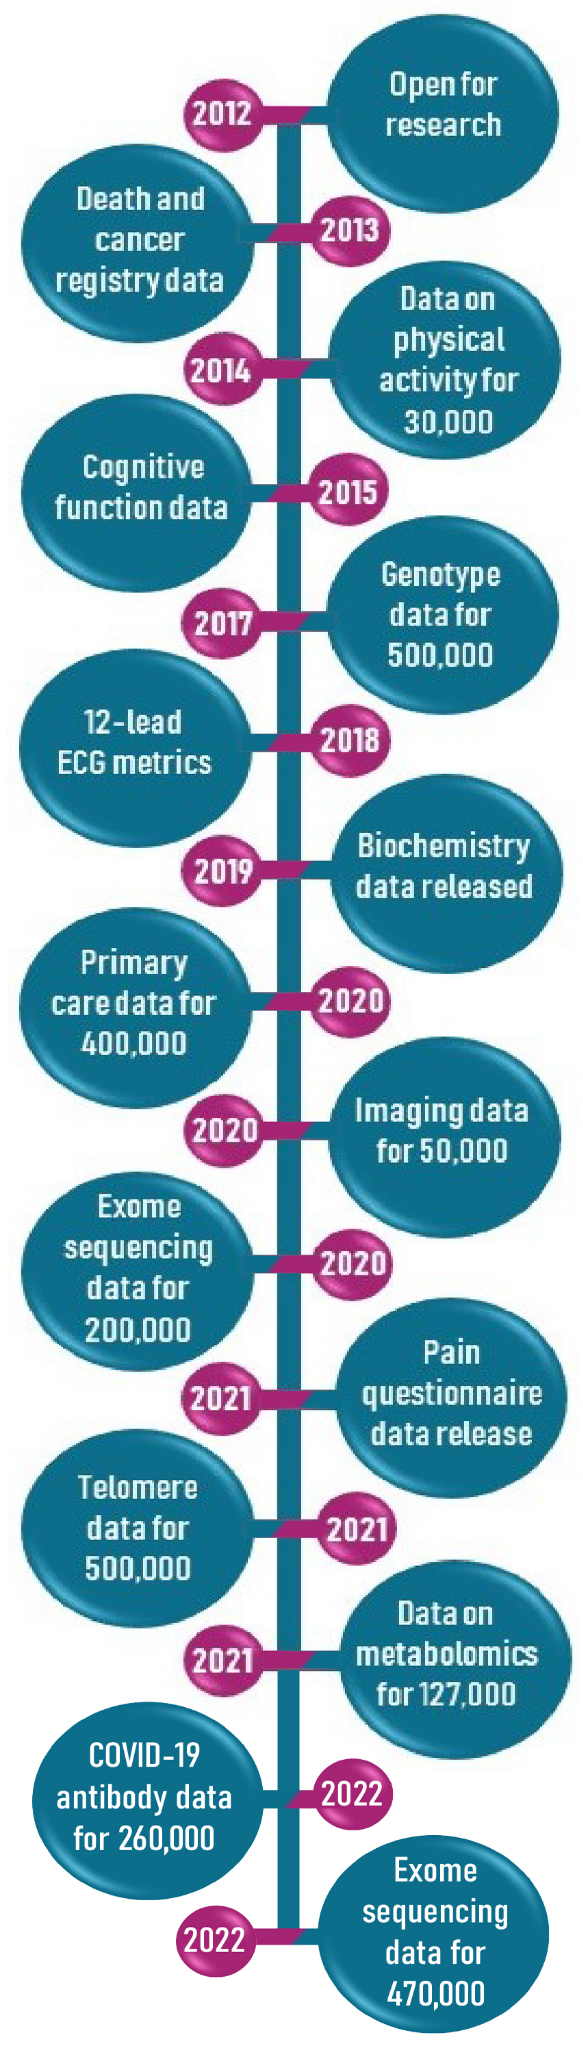 2012
Open for
research
Death and
cancer
registry data
2013
2014
Data on
physical
activity for
30,000
Cognitive
function data
2015
2017
Genotype
data for
500,000
12-lead
ECG metrics
2018
2019
Biochemistry
data released
Primary
care data for
400,000
2020
2020
Imaging data
for 50,000
Exome
sequencing
data for
200,000
2020
2021
Pain
questionnaire
data release
Telomere
data for
500,000
2021
2021
Data on
metabolomics
for 127,000
COVID-19
antibody data
for 260,000
2022
2022
Exome
sequencing
data for
470,000